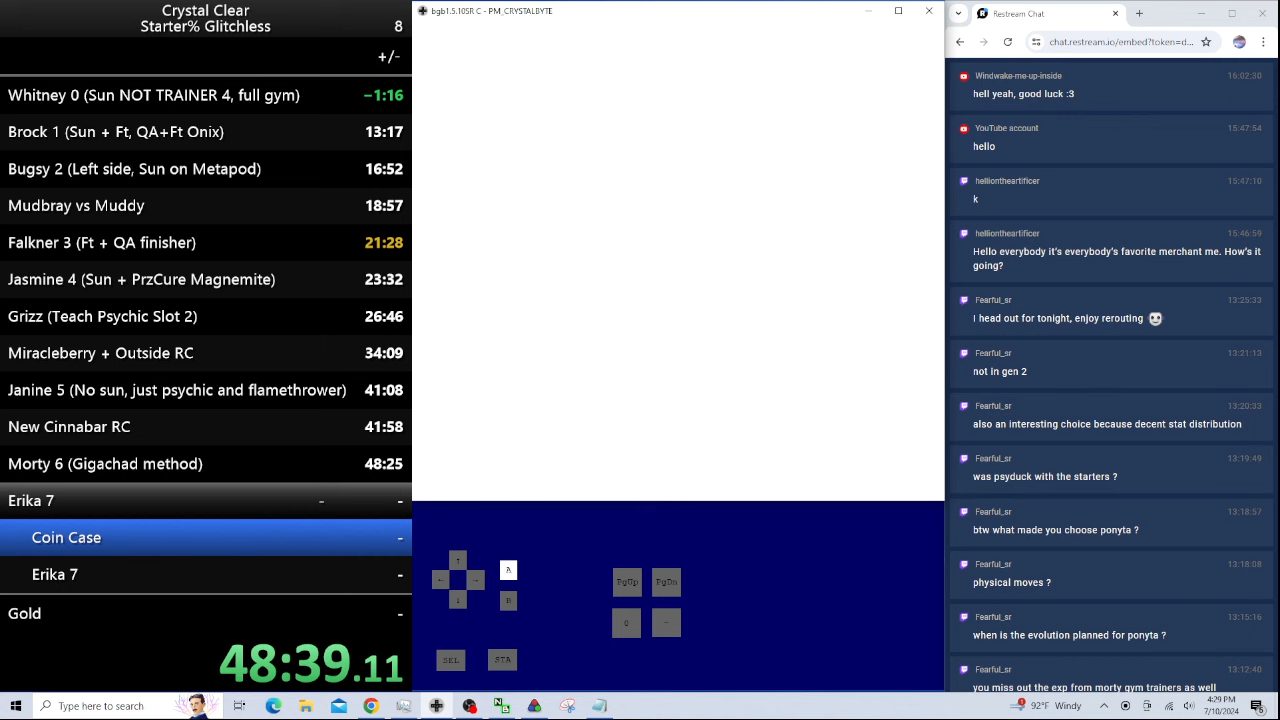 Crystal Clear
Starter% Glitchless 8
+/-
Whitney 0 (Sun NOT TRAINER 4, full gym) −1:16
Brock 1 (Sun + Ft, QA+Ft Onix) 13:17
Bugsy 2 (Left side, Sun on Metapod) 16:52
Mudbray vs Muddy 18:57
Falkner 3 (Ft + QA finisher) 21:28
Jasmine 4 (Sun + PrzCure Magnemite) 23:32
Grizz (Teach Psychic Slot 2) 26:46
Miracleberry + Outside RC 34:09
Janine 5 (No sun, just psychic and flamethrower) 41:08
New Cinnabar RC 41:58
Morty 6 (Gigachad method) 48:25
Erika 7 - -
Coin Case -
Erika 7 -
Gold -
48:39.11
bgb1.5.10SR C - PM_CRYSTALBYTE
↑
← → A
↓ B
SEL STA
PgUp PgDn
0 -
Restream Chat
chat.restream.io/embed?token=d...
Windwake-me-up-inside 16:02:30
hell yeah, good luck :3
YouTube account 15:47:54
hello
helliontheartificer 15:47:10
k
helliontheartificer 15:46:59
Hello everybody it's everybody's favorite merchant me. How's it
going?
Fearful_sr 13:25:33
I head out for tonight, enjoy rerouting
Fearful_sr 13:21:13
not in gen 2
Fearful_sr 13:20:33
also an interesting choice because decent stat distribution
Fearful_sr 13:19:49
was psyduck with the starters ?
Fearful_sr 13:18:57
btw what made you choose ponyta ?
Fearful_sr 13:18:08
physical moves ?
Fearful_sr 13:15:16
when is the evolution planned for ponyta ?
Fearful_sr 13:12:40
you miss out the exp from morty gym trainers as well
Type here to search
92°F Windy
4:29 PM
7/10/2024